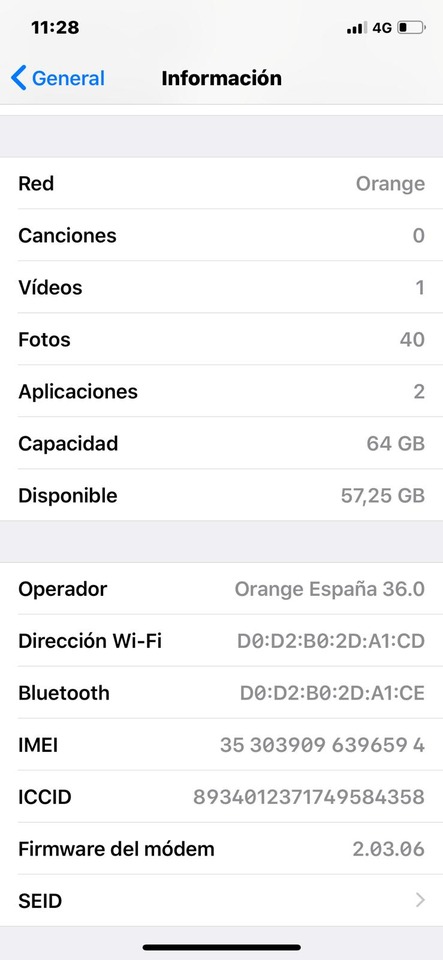 11:28 4G
General Información
Red Orange
Canciones 0
Vídeos 1
Fotos 40
Aplicaciones 2
Capacidad 64 GB
Disponible 57,25 GB
Operador Orange España 36.0
Dirección Wi-Fi D0:D2:B0:2D:A1:CD
Bluetooth D0:D2:B0:2D:A1:CE
IMEI 35 303909 639659 4
ICCID 8934012371749584358
Firmware del módem 2.03.06
SEID